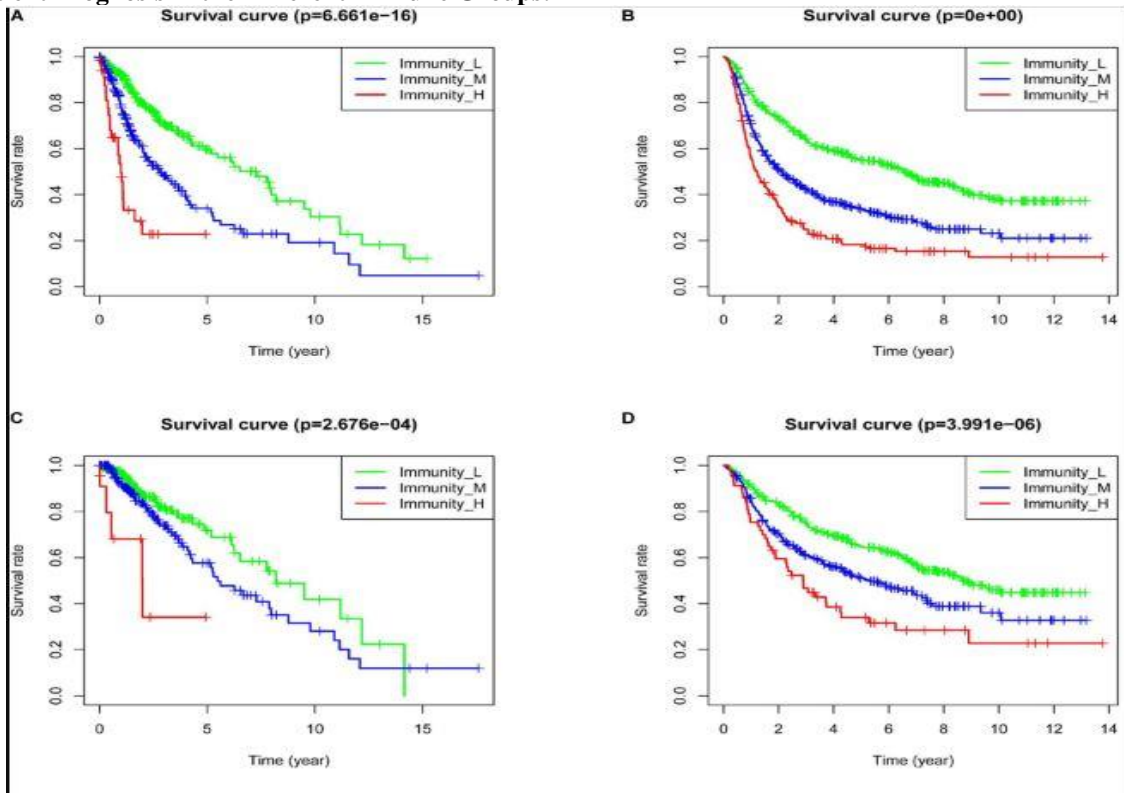 Groups.
A
Survival curve (p=6.661e−16)
Immunity_L
Immunity_M
Immunity_H
Survival rate
0.0 0.2 0.4 0.6 0.8 1.0
0 5 10 15
Time (year)
B
Survival curve (p=0e+00)
Immunity_L
Immunity_M
Immunity_H
Survival rate
0.0 0.2 0.4 0.6 0.8 1.0
0 2 4 6 8 10 12 14
Time (year)
C
Survival curve (p=2.676e−04)
Immunity_L
Immunity_M
Immunity_H
Survival rate
0.0 0.2 0.4 0.6 0.8 1.0
0 5 10 15
Time (year)
D
Survival curve (p=3.991e−06)
Immunity_L
Immunity_M
Immunity_H
Survival rate
0.0 0.2 0.4 0.6 0.8 1.0
0 2 4 6 8 10 12 14
Time (year)